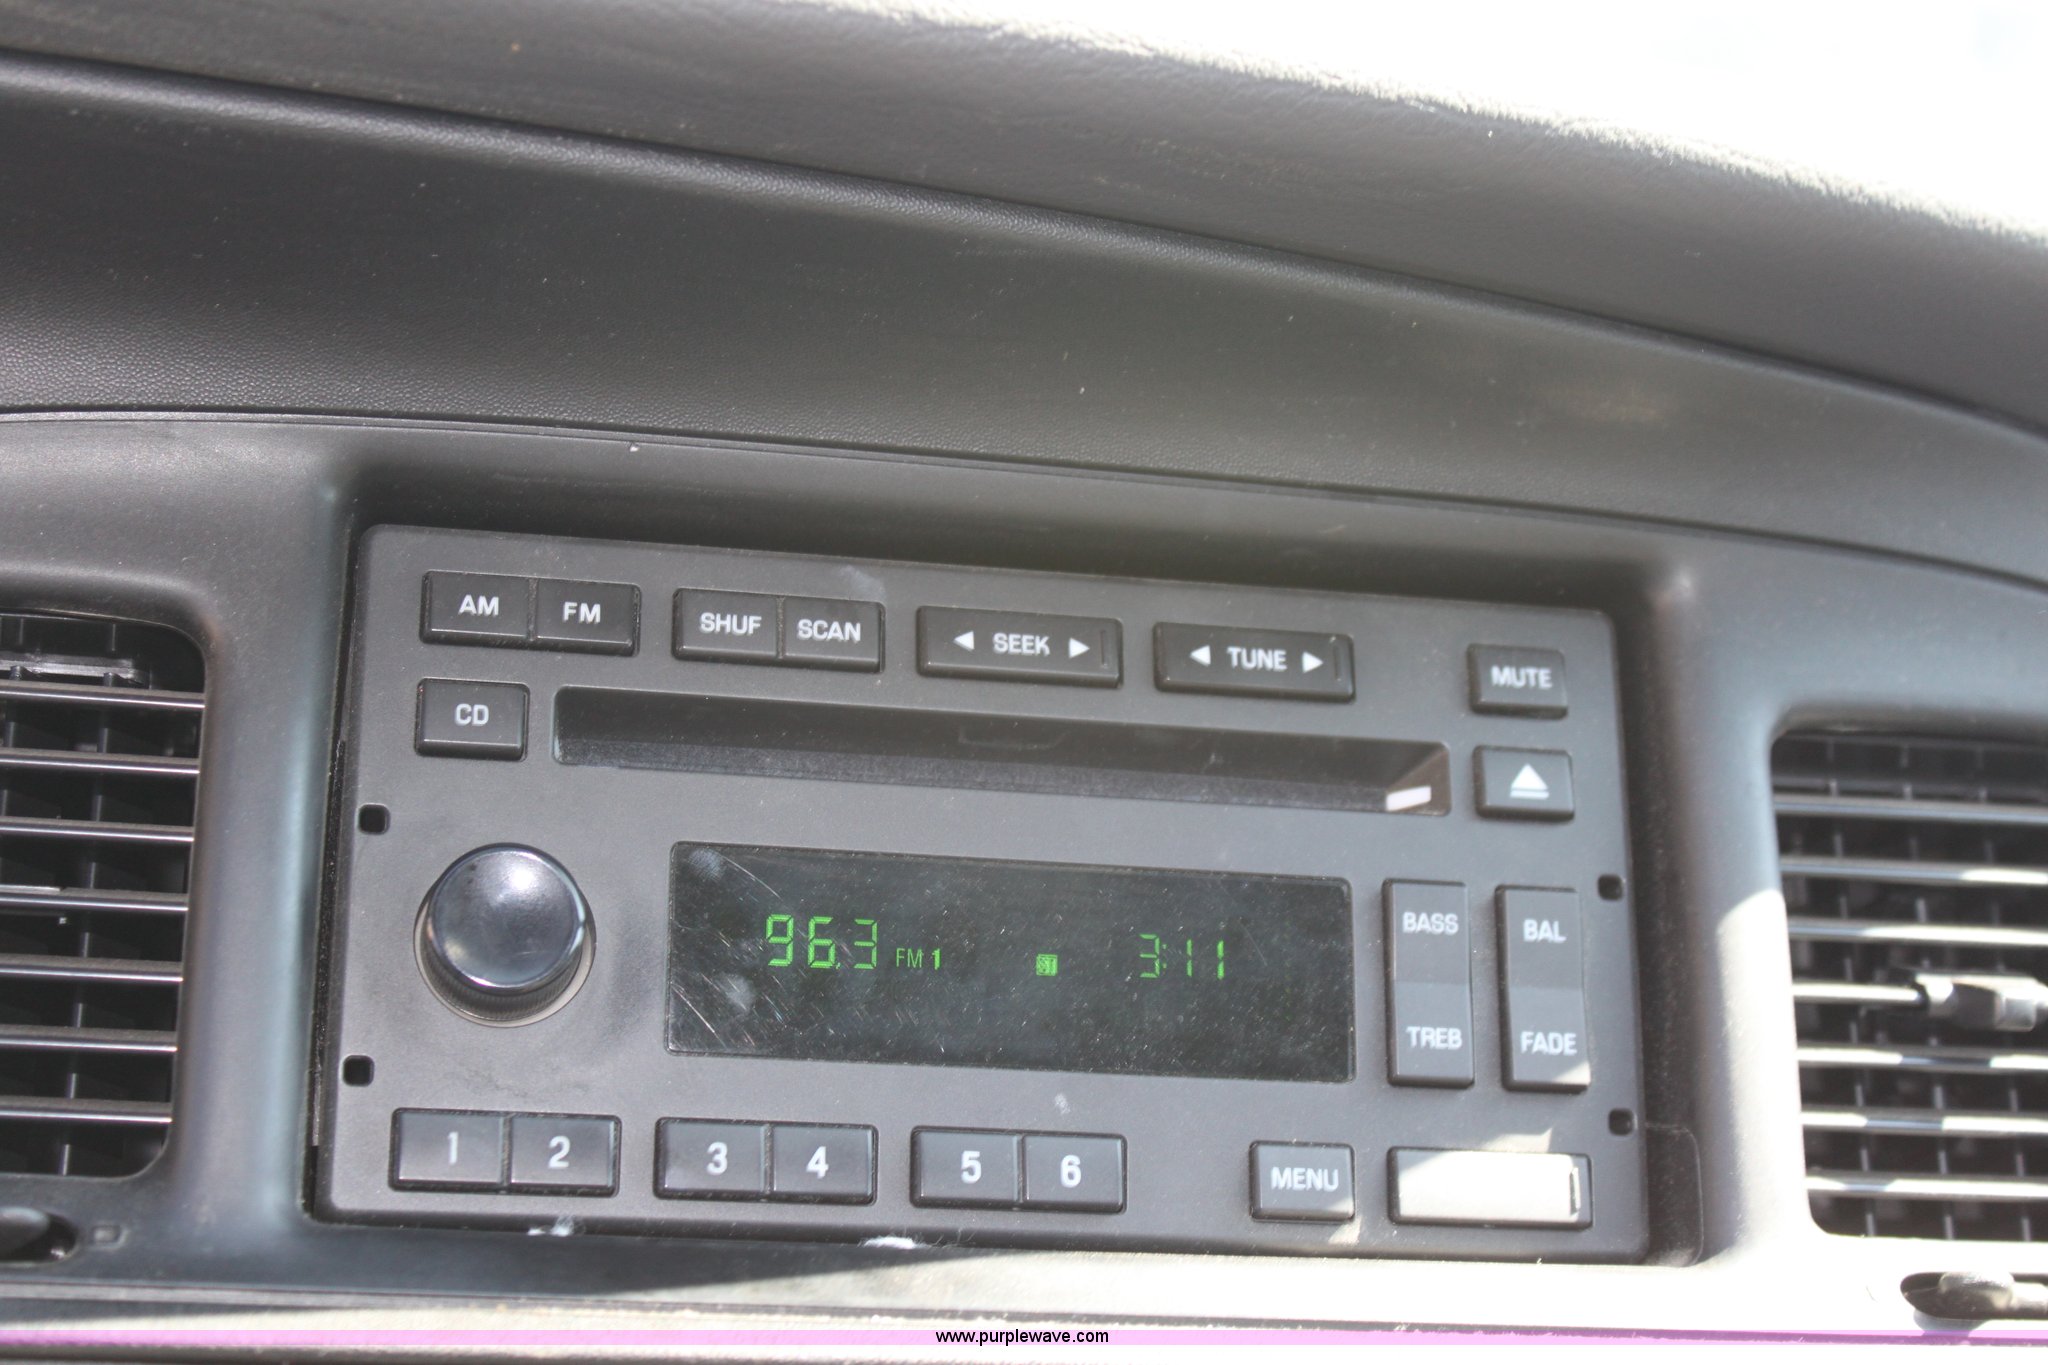 AM FM SHUF SCAN SEEK TUNE MUTE
CD
96.3 FM 1 ST 3:11
BASS BAL
TREB FADE
1 2 3 4 5 6 MENU
www.purplewave.com